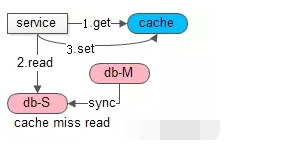 service
1.get
cache
2.read
3.set
db-M
db-S
sync
cache miss read